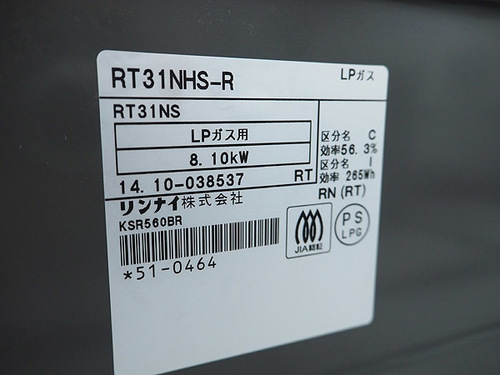 RT31NHS-R
LPガス
RT31NS
LPガス用
8.10kW
区分名 C
効率56.3%
区分名 I
効率 265Wh
14.10-038537 RT
RN (RT)
リンナイ株式会社
KSR560BR
*51-0464
JIA認証
PS
LPG